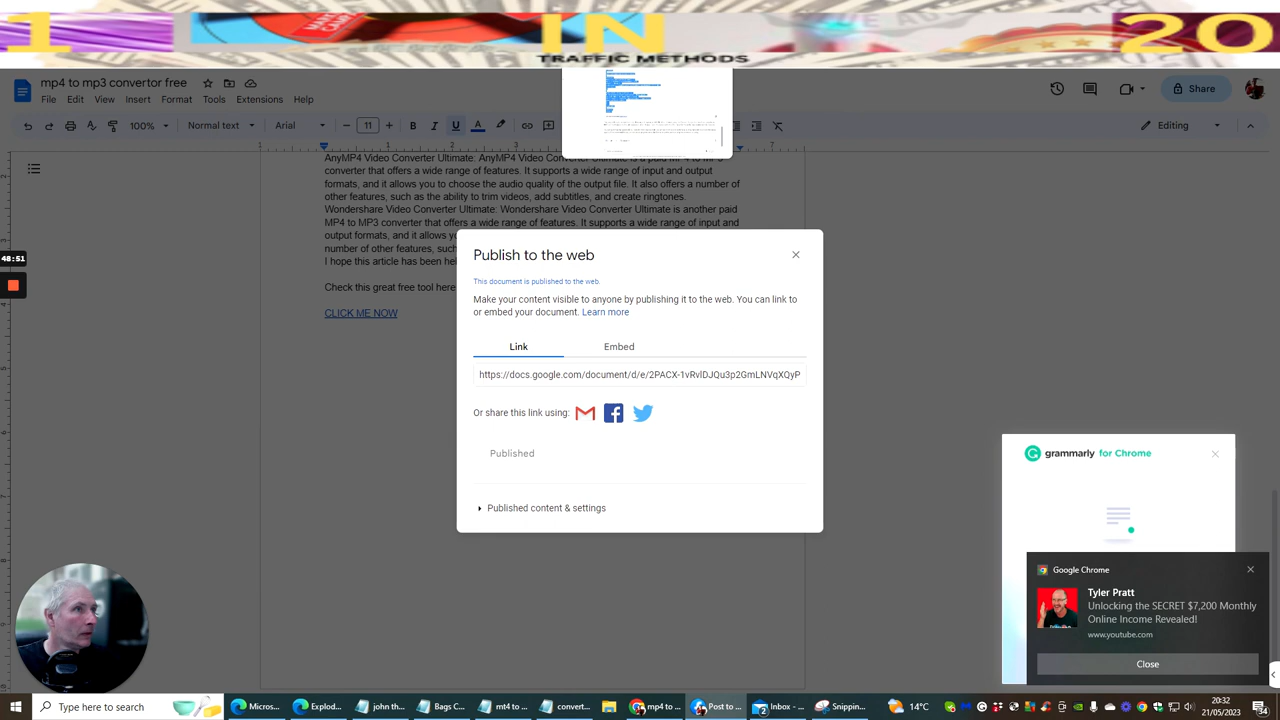 1 IN 20
TRAFFIC METHODS
mp4 to mp3 convertor free
File Edit Insert Extensions Help
Share
Normal text Arial 11
Editing
AnyMP4 Video Converter Ultimate: AnyMP4 Video Converter Ultimate is a paid MP4 to MP3
converter that offers a wide range of features. It supports a wide range of input and output
formats, and it allows you to choose the audio quality of the output file. It also offers a number of
other features, such as the ability to trim videos, add subtitles, and create ringtones.
Wondershare Video Converter Ultimate: Wondershare Video Converter Ultimate is another paid
MP4 to MP3 converter that offers a wide range of features. It supports a wide range of input and
output formats, and it allows yo
number of other features, such
I hope this article has been hel
Check this great free tool here
CLICK ME NOW
48:51
Publish to the web
This document is published to the web.
Make your content visible to anyone by publishing it to the web. You can link to
or embed your document. Learn more
Link Embed
https://docs.google.com/document/d/e/2PACX-1vRvlDJQu3p2GmLNVqXQyP
Or share this link using:
Published
Published content & settings
grammarly for Chrome
Google Chrome
Tyler Pratt
Unlocking the SECRET $7,200 Monthly
Online Income Revealed!
www.youtube.com
Close
Type here to search
Micros...
Explod...
john th...
Bags C...
mt4 to ...
convert...
mp4 to ...
Post to ...
Inbox - ...
Snippin...
14°C
20:32
21/05/2023